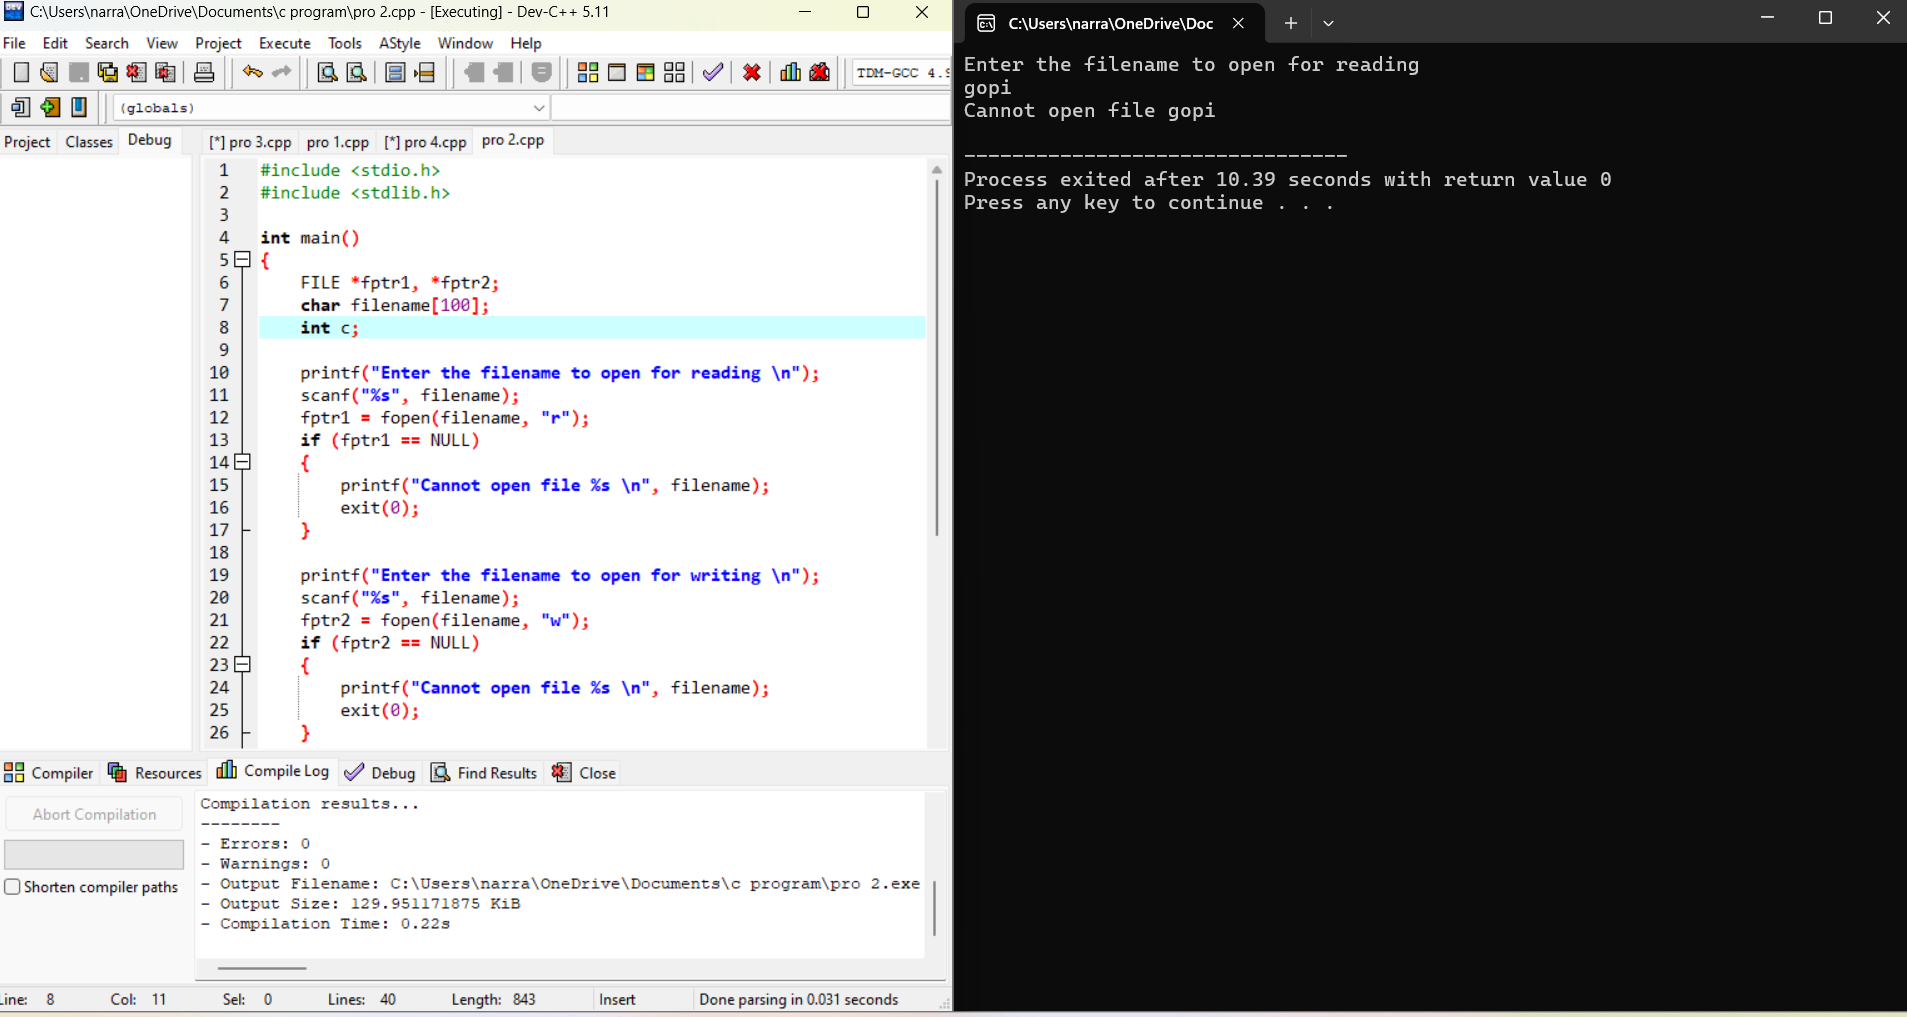 C:\Users\narra\OneDrive\Documents\c program\pro 2.cpp - [Executing] - Dev-C++ 5.11
File Edit Search View Project Execute Tools AStyle Window Help
TDM-GCC 4.9
(globals)
Project Classes Debug
[*] pro 3.cpp pro 1.cpp [*] pro 4.cpp pro 2.cpp
1 #include <stdio.h>
2 #include <stdlib.h>
3
4 int main()
5 {
6 FILE *fptr1, *fptr2;
7 char filename[100];
8 int c;
9
10 printf("Enter the filename to open for reading \n");
11 scanf("%s", filename);
12 fptr1 = fopen(filename, "r");
13 if (fptr1 == NULL)
14 {
15 printf("Cannot open file %s \n", filename);
16 exit(0);
17 }
18
19 printf("Enter the filename to open for writing \n");
20 scanf("%s", filename);
21 fptr2 = fopen(filename, "w");
22 if (fptr2 == NULL)
23 {
24 printf("Cannot open file %s \n", filename);
25 exit(0);
26 }
Compiler Resources Compile Log Debug Find Results Close
Abort Compilation
Shorten compiler paths
Compilation results...
--------
- Errors: 0
- Warnings: 0
- Output Filename: C:\Users\narra\OneDrive\Documents\c program\pro 2.exe
- Output Size: 129.951171875 KiB
- Compilation Time: 0.22s
Line: 8 Col: 11 Sel: 0 Lines: 40 Length: 843 Insert Done parsing in 0.031 seconds
C:\Users\narra\OneDrive\Doc
Enter the filename to open for reading
gopi
Cannot open file gopi
--------------------------------
Process exited after 10.39 seconds with return value 0
Press any key to continue . . .